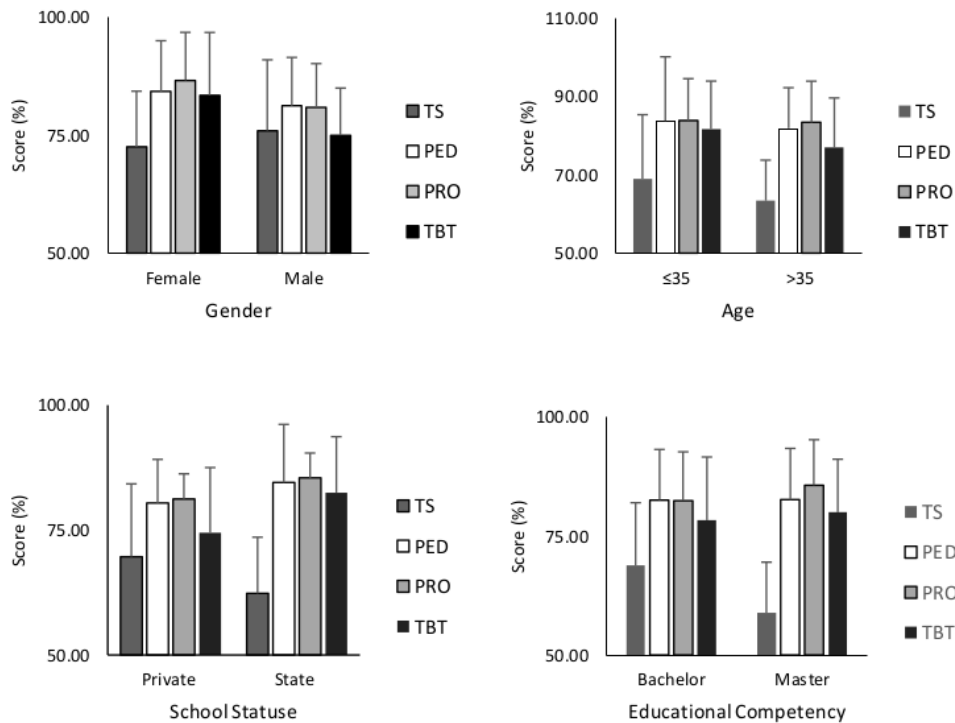 100.00
75.00
50.00
Score (%)
Female
Male
Gender
TS
PED
PRO
TBT
110.00
90.00
70.00
50.00
Score (%)
≤35
>35
Age
TS
PED
PRO
TBT
100.00
75.00
50.00
Score (%)
Private
State
School Statuse
TS
PED
PRO
TBT
100.00
75.00
50.00
Score (%)
Bachelor
Master
Educational Competency
TS
PED
PRO
TBT